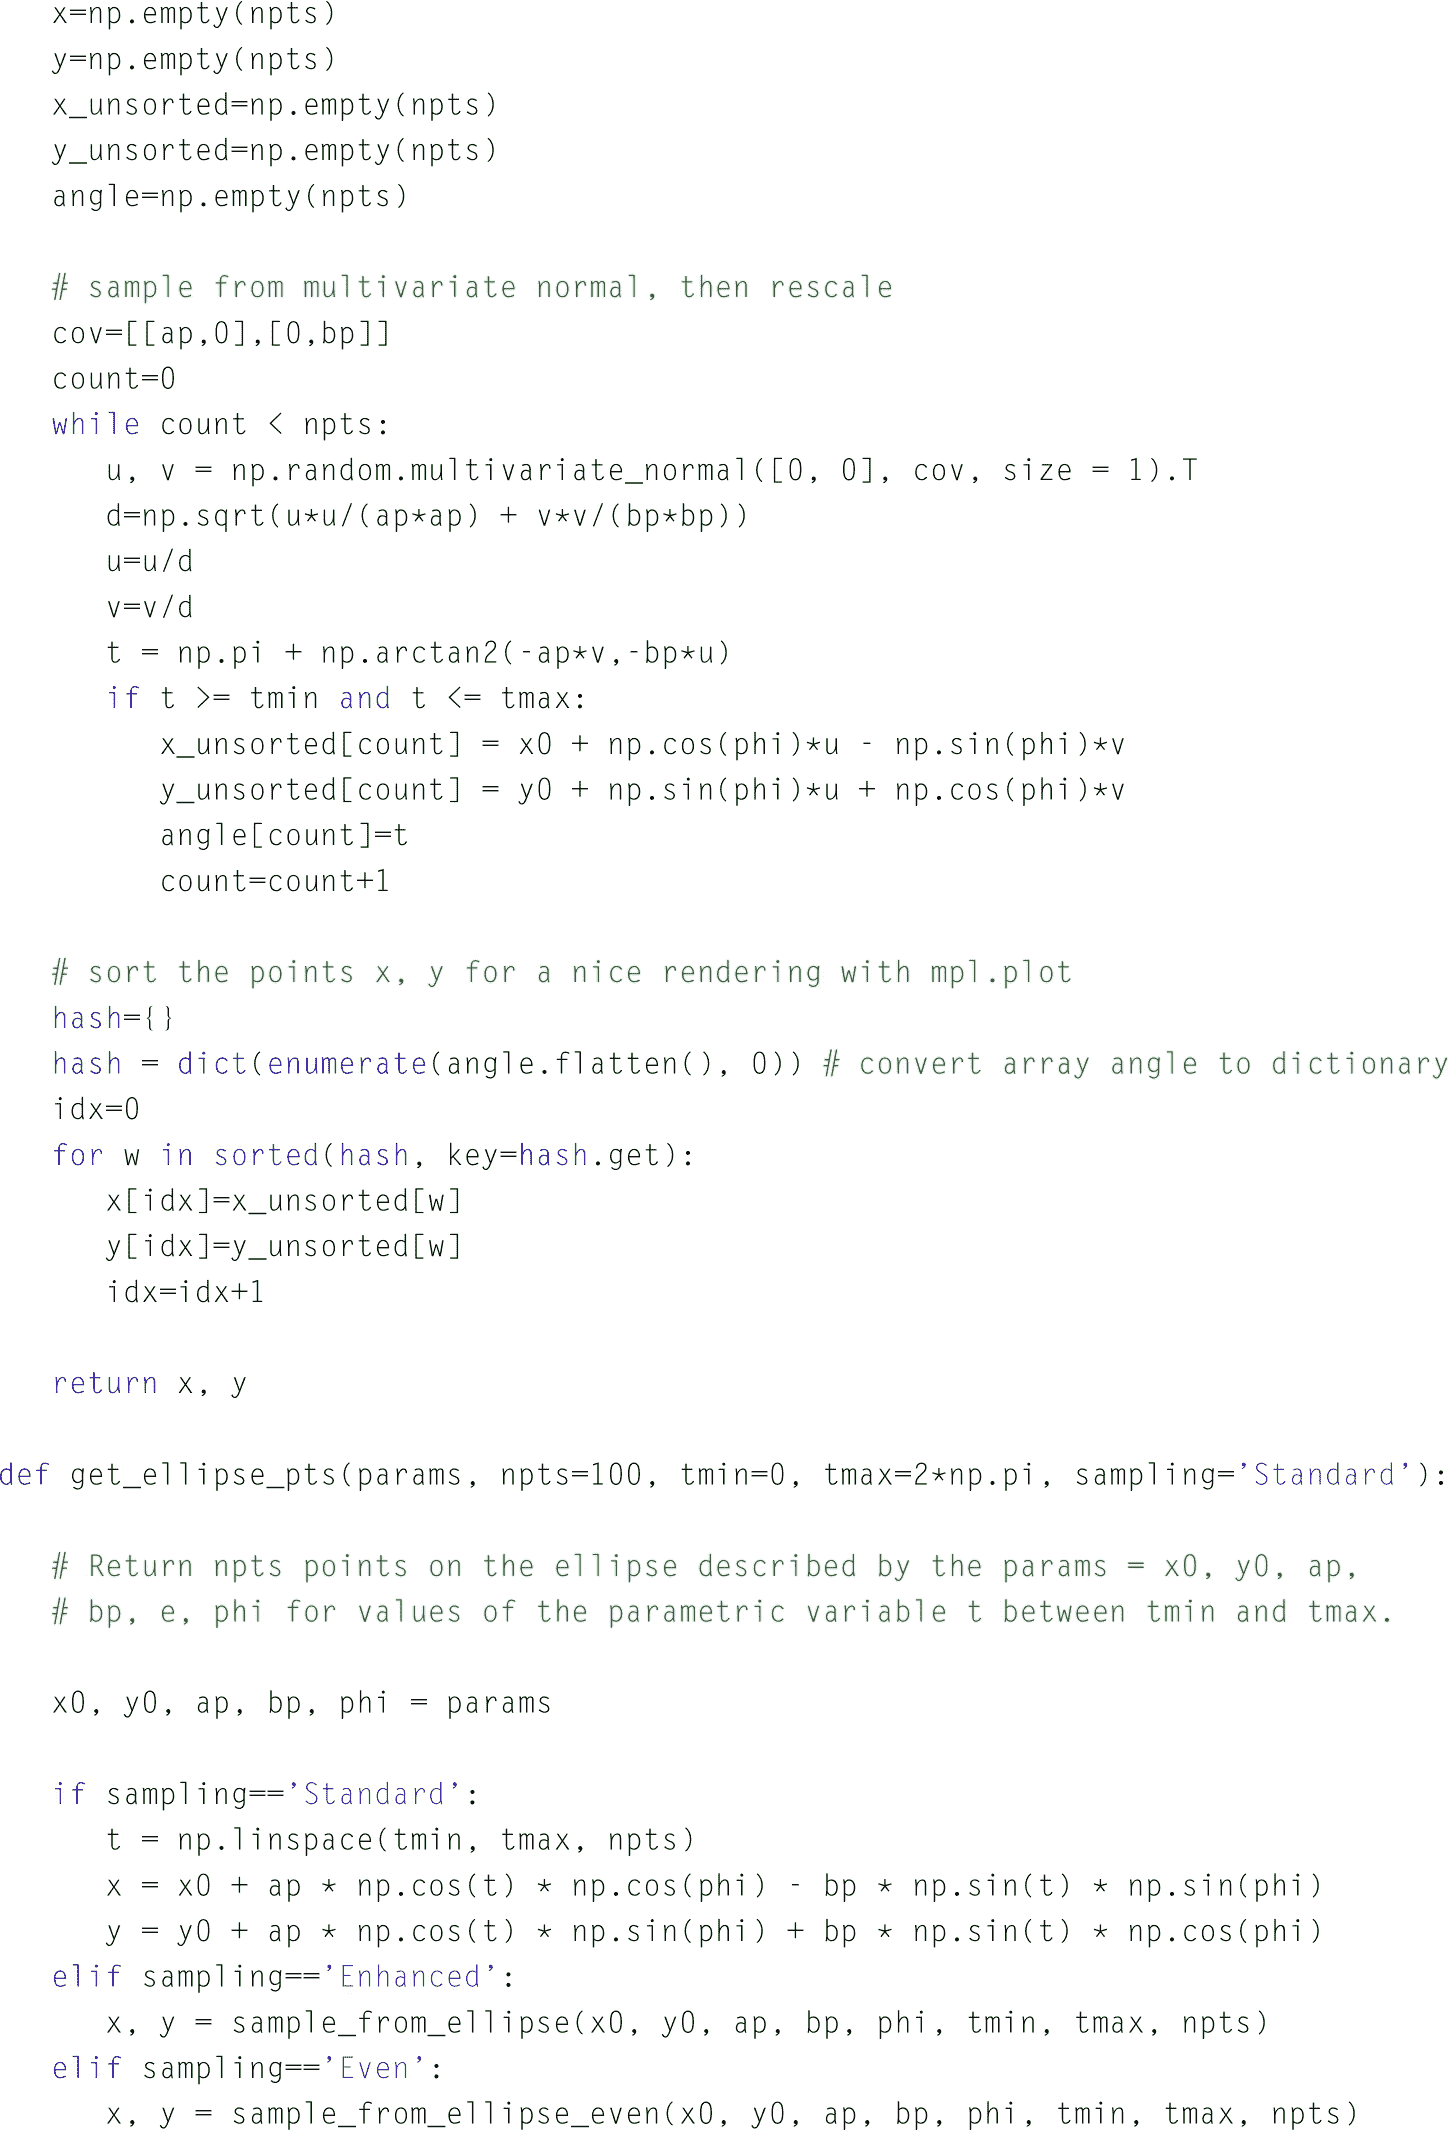 x=np.empty(npts)
y=np.empty(npts)
x_unsorted=np.empty(npts)
y_unsorted=np.empty(npts)
angle=np.empty(npts)
# sample from multivariate normal, then rescale
cov=[[ap,0],[0,bp]]
count=0
while count < npts:
u, v = np.random.multivariate_normal([0, 0], cov, size = 1).T
d=np.sqrt(u*u/(ap*ap) + v*v/(bp*bp))
u=u/d
v=v/d
t = np.pi + np.arctan2(-ap*v,-bp*u)
if t >= tmin and t <= tmax:
x_unsorted[count] = x0 + np.cos(phi)*u - np.sin(phi)*v
y_unsorted[count] = y0 + np.sin(phi)*u + np.cos(phi)*v
angle[count]=t
count=count+1
# sort the points x, y for a nice rendering with mpl.plot
hash={}
hash = dict(enumerate(angle.flatten(), 0)) # convert array angle to dictionary
idx=0
for w in sorted(hash, key=hash.get):
x[idx]=x_unsorted[w]
y[idx]=y_unsorted[w]
idx=idx+1
return x, y
def get_ellipse_pts(params, npts=100, tmin=0, tmax=2*np.pi, sampling='Standard'):
# Return npts points on the ellipse described by the params = x0, y0, ap,
# bp, e, phi for values of the parametric variable t between tmin and tmax.
x0, y0, ap, bp, phi = params
if sampling=='Standard':
t = np.linspace(tmin, tmax, npts)
x = x0 + ap * np.cos(t) * np.cos(phi) - bp * np.sin(t) * np.sin(phi)
y = y0 + ap * np.cos(t) * np.sin(phi) + bp * np.sin(t) * np.cos(phi)
elif sampling=='Enhanced':
x, y = sample_from_ellipse(x0, y0, ap, bp, phi, tmin, tmax, npts)
elif sampling=='Even':
x, y = sample_from_ellipse_even(x0, y0, ap, bp, phi, tmin, tmax, npts)